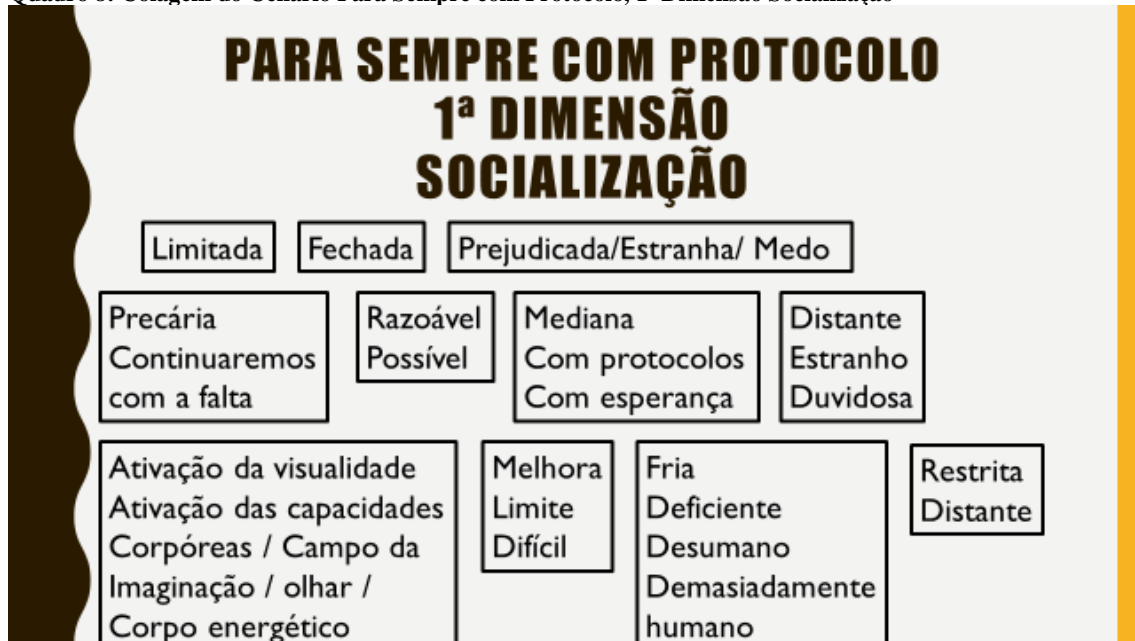 PARA SEMPRE COM PROTOCOLO
1ª DIMENSÃO
SOCIALIZAÇÃO
Limitada
Fechada
Prejudicada/Estranha/ Medo
Precária
Continuaremos
com a falta
Razoável
Possível
Mediana
Com protocolos
Com esperança
Distante
Estranho
Duvidosa
Ativação da visualidade
Ativação das capacidades
Corpóreas / Campo da
Imaginação / olhar /
Corpo energético
Melhora
Limite
Difícil
Fria
Deficiente
Desumano
Demasiadamente
humano
Restrita
Distante